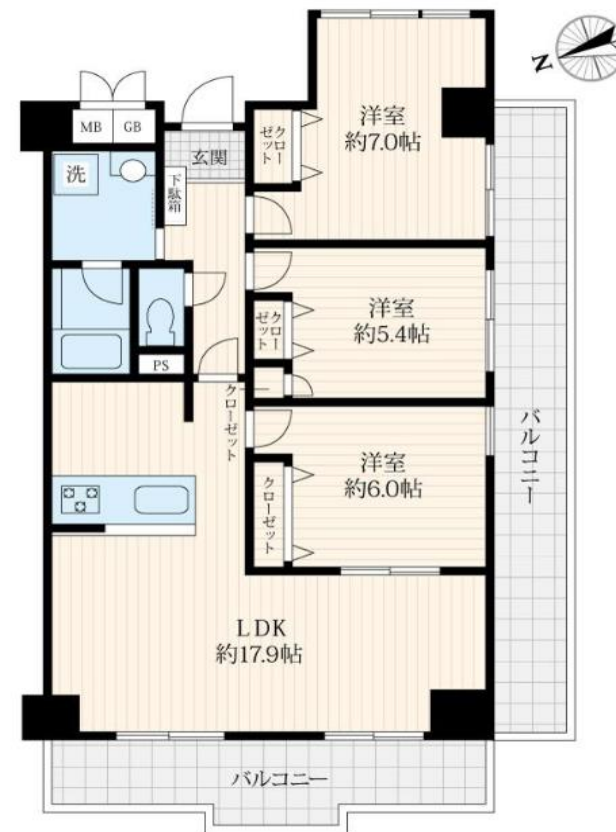 N
MB
GB
洗
玄関
下駄箱
クローゼット
洋室
約7.0帖
クローゼット
洋室
約5.4帖
PS
クローゼット
洋室
約6.0帖
クローゼット
バルコニー
LDK
約17.9帖
バルコニー